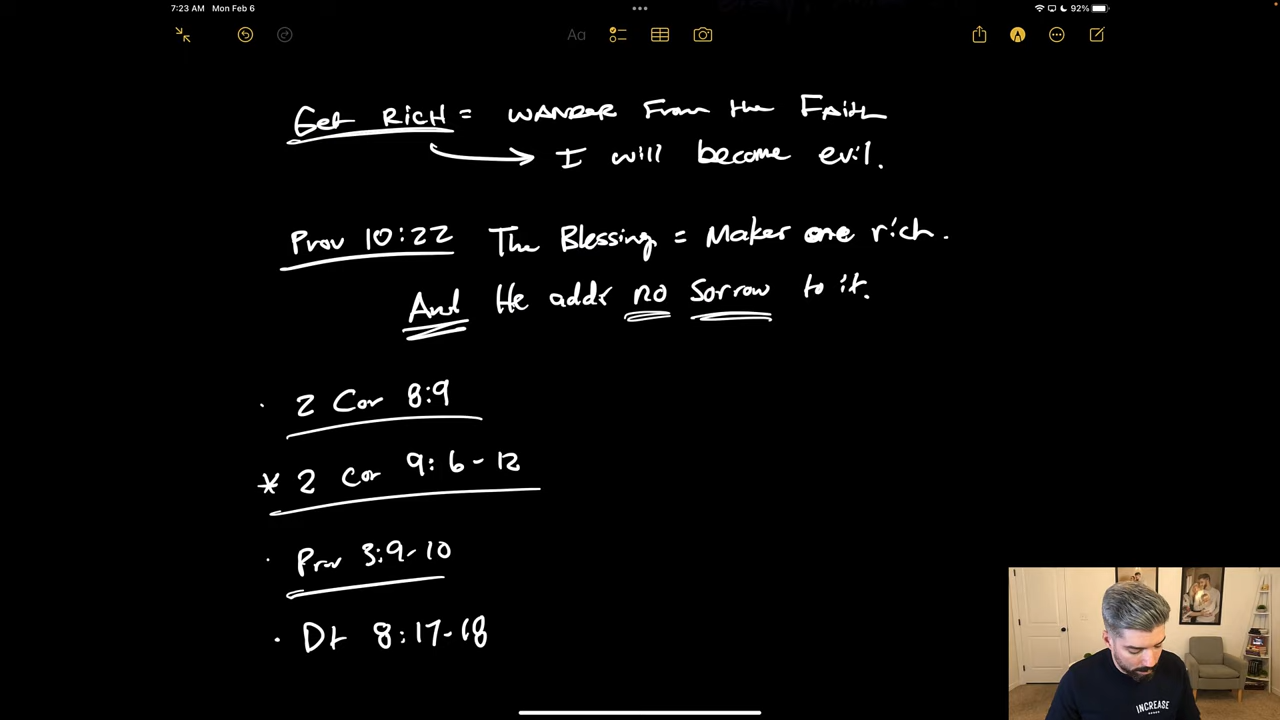 7:23 AM Mon Feb 6
92%
Aa
Get RicH = WANDER From the FAith
I will become evil.
Prov 10:22 The Blessing = Makes one rich.
And He adds no Sorrow to it.
· 2 Cor 8:9
* 2 Cor 9:6-12
· Prov 3:9-10
· Dt 8:17-18
INCREASE